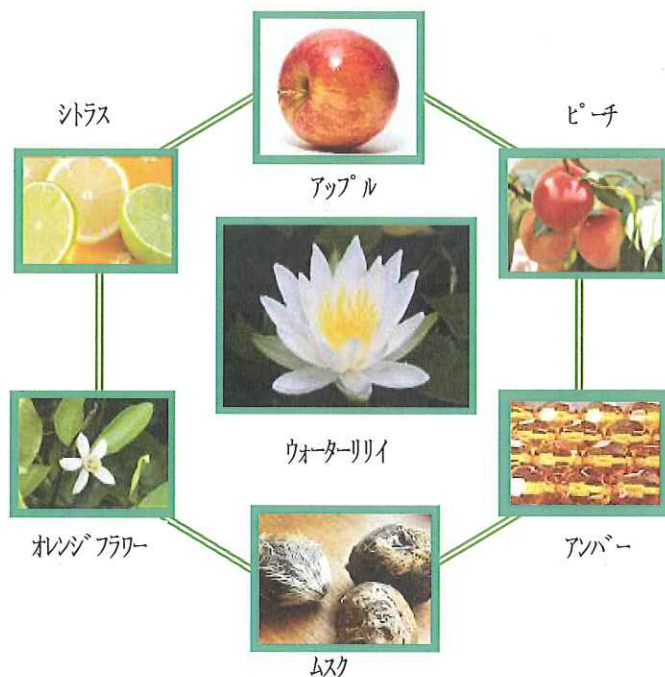 シトラス
ピーチ
アップル
ウォーターリリイ
オレンジフラワー
アンバー
ムスク